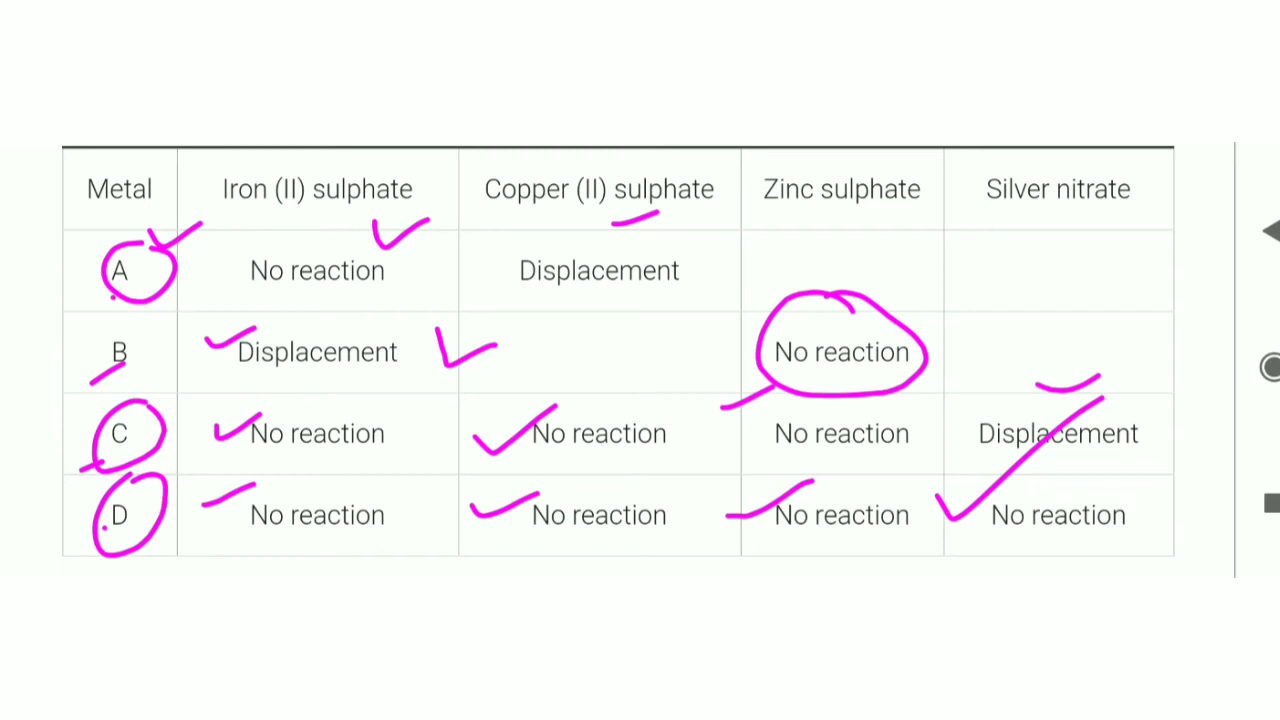 Metal Iron (II) sulphate Copper (II) sulphate Zinc sulphate Silver nitrate
A No reaction Displacement
B Displacement No reaction
C No reaction No reaction No reaction Displacement
D No reaction No reaction No reaction No reaction